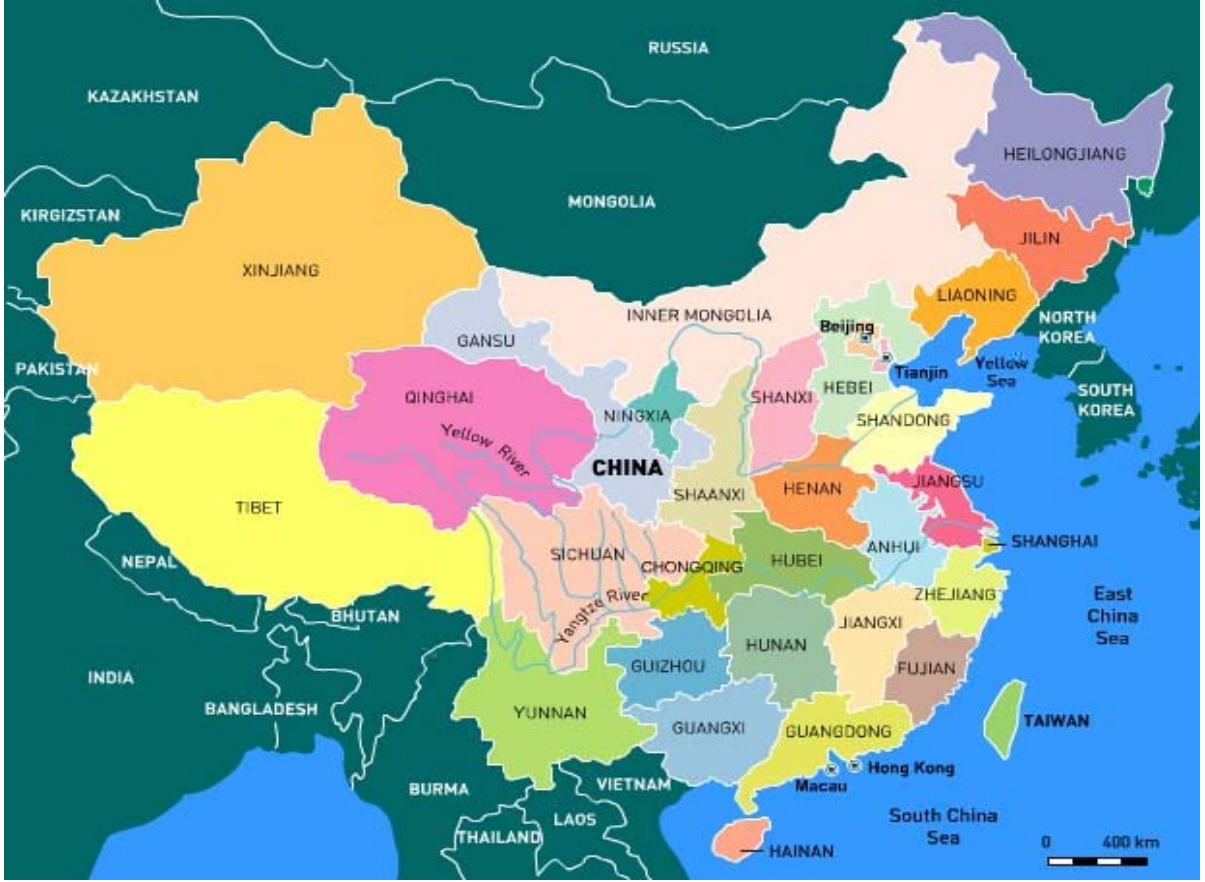 RUSSIA
KAZAKHSTAN
HEILONGJIANG
MONGOLIA
KIRGIZSTAN
JILIN
XINJIANG
LIAONING
INNER MONGOLIA
NORTH
KOREA
Beijing
GANSU
Yellow
Sea
PAKISTAN
Tianjin
HEBEI
SHANXI
SOUTH
KOREA
QINGHAI
NINGXIA
SHANDONG
Yellow River
CHINA
JIANGSU
HENAN
SHAANXI
TIBET
SHANGHAI
ANHUI
SICHUAN
HUBEI
CHONGQING
NEPAL
ZHEJIANG
East
China
Sea
Yangtze River
BHUTAN
JIANGXI
HUNAN
GUIZHOU
FUJIAN
INDIA
BANGLADESH
YUNNAN
TAIWAN
GUANGXI
GUANGDONG
Hong Kong
VIETNAM
Macau
BURMA
LAOS
South China
Sea
THAILAND
HAINAN
0 400 km